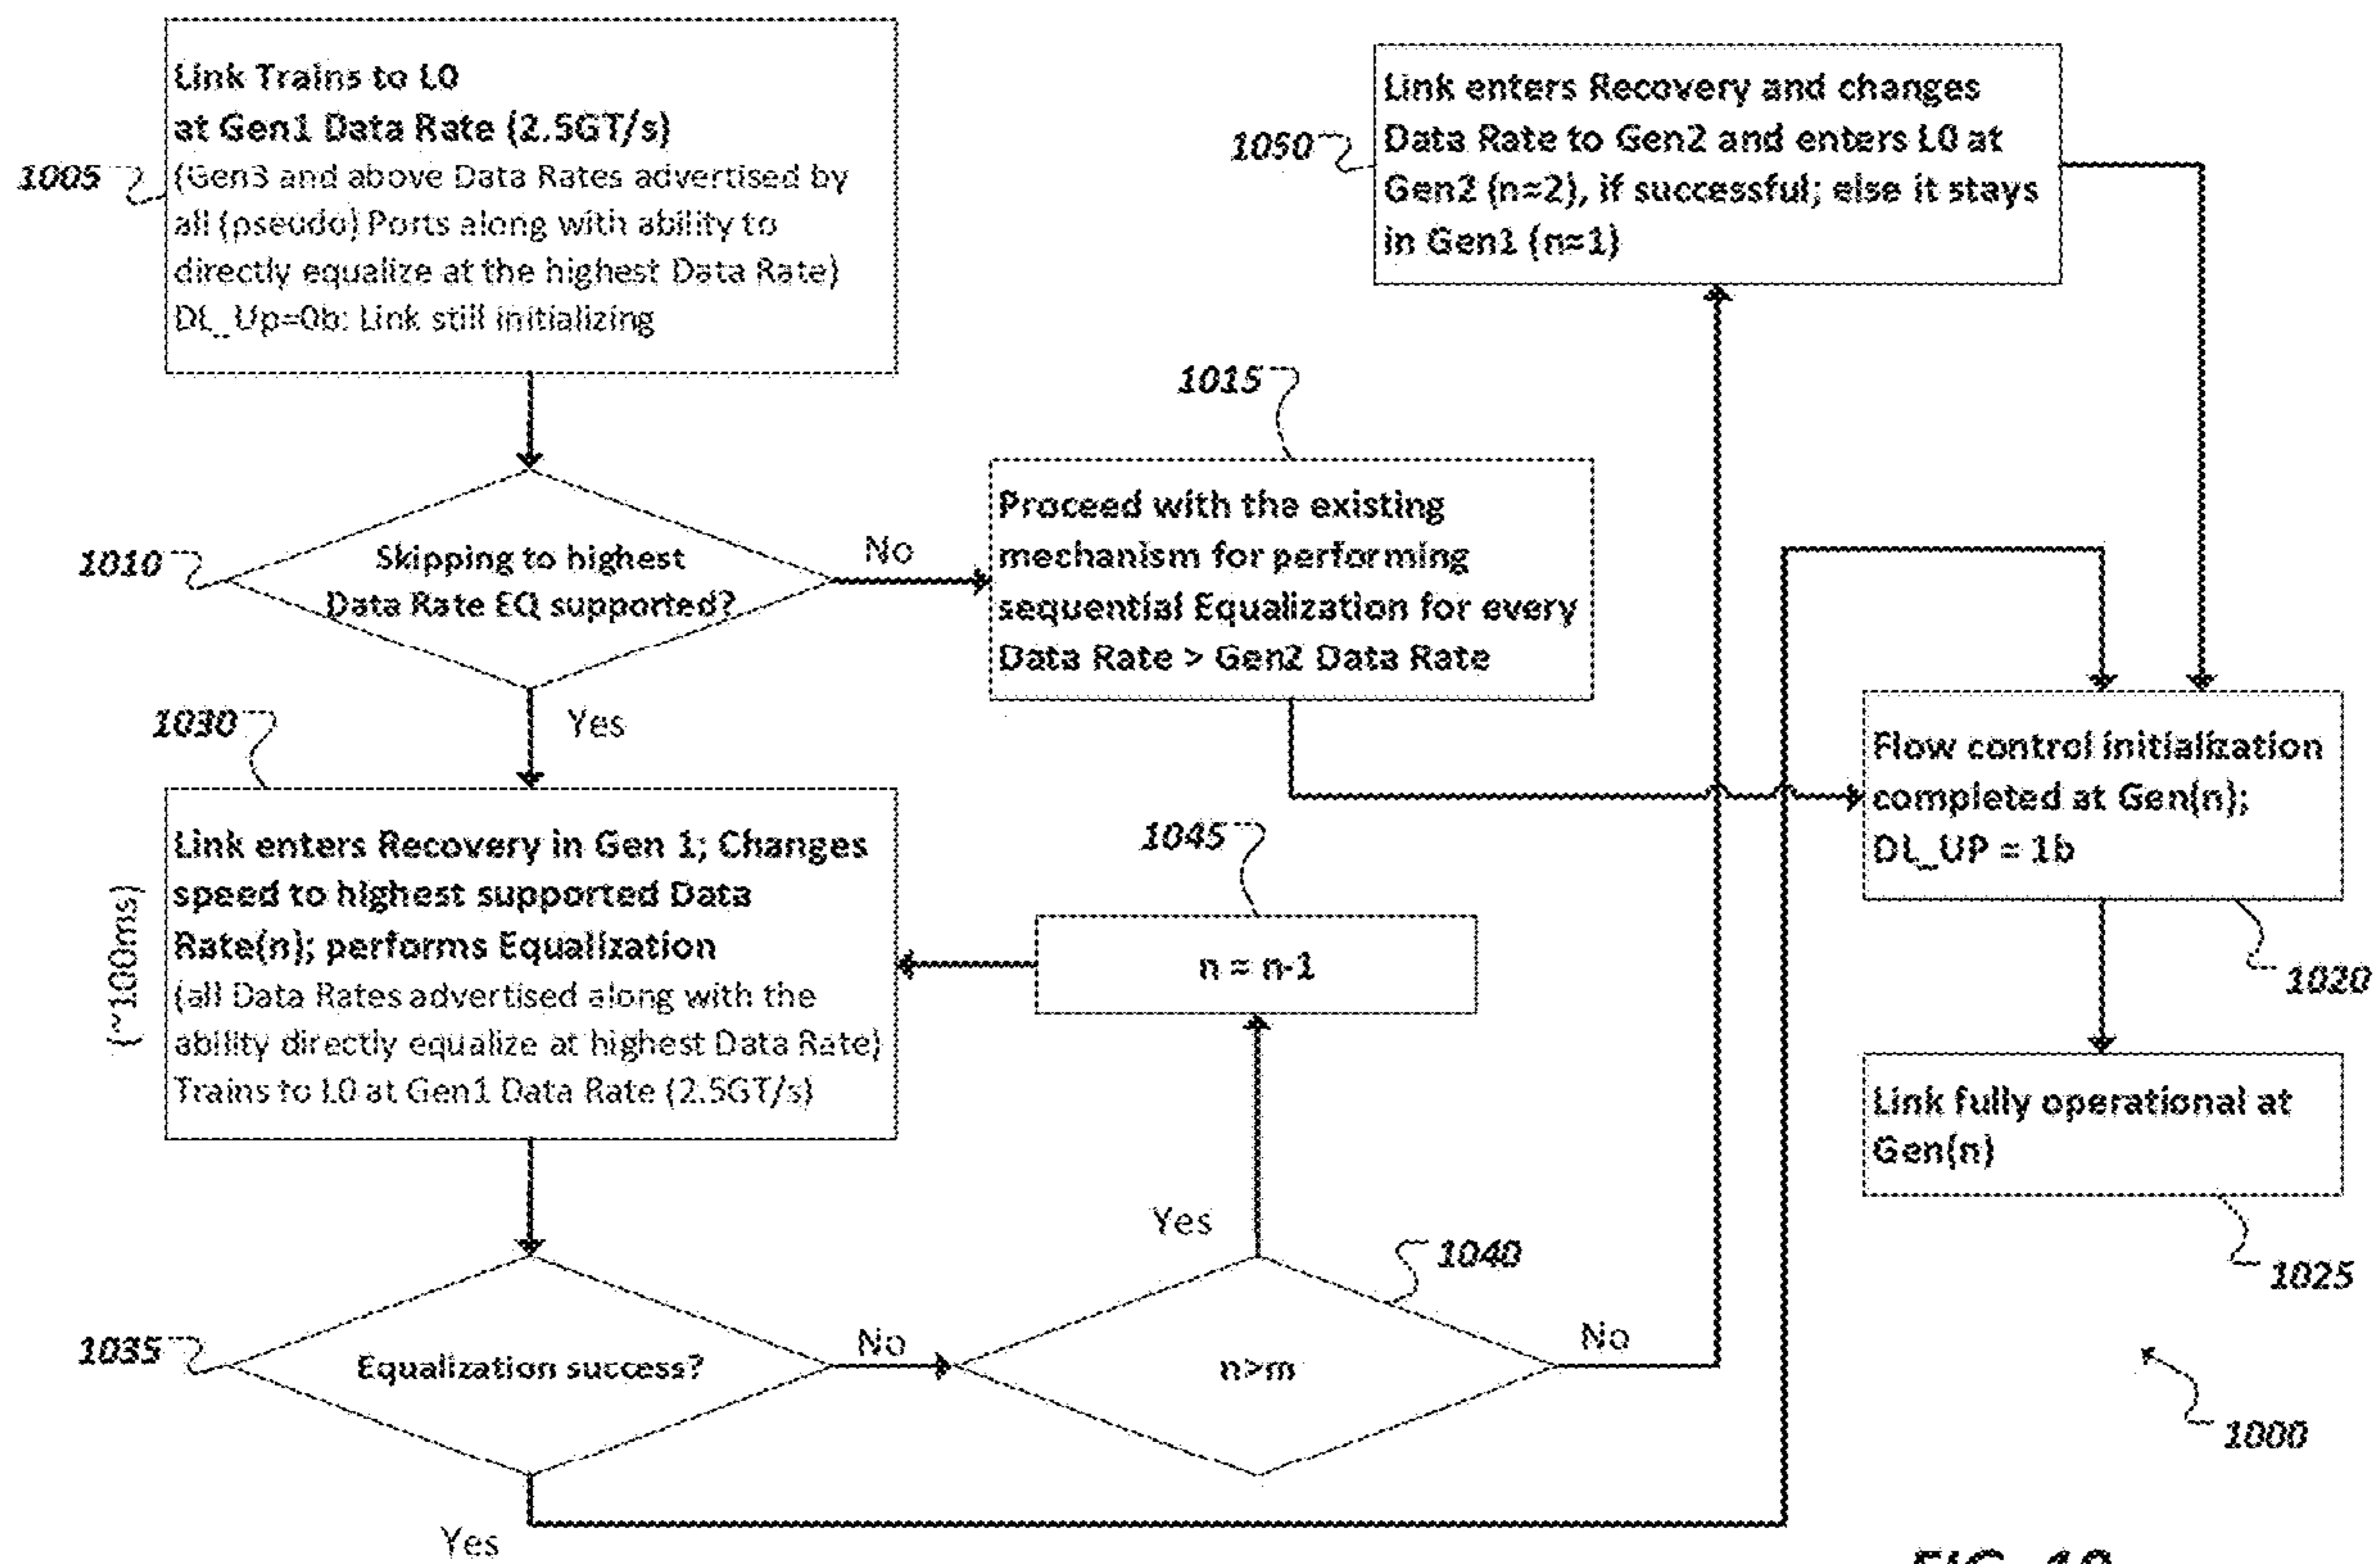 Link Trains to L0
at Gen1 Data Rate (2.5GT/s)
(Gen3 and above Data Rates advertised by
all (pseudo) Ports along with ability to
directly equalize at the highest Data Rate)
DL_Up=0b: Link still initializing
1005
Link enters Recovery and changes
Data Rate to Gen2 and enters L0 at
Gen2 (n=2), if successful; else it stays
in Gen1 (n=1)
1050
1015
Skipping to highest
Data Rate EQ supported?
1010
No
Yes
Proceed with the existing
mechanism for performing
sequential Equalization for every
Data Rate > Gen2 Data Rate
1030
Link enters Recovery in Gen 1; Changes
speed to highest supported Data
Rate(n); performs Equalization
(all Data Rates advertised along with the
ability directly equalize at highest Data Rate)
Trains to L0 at Gen1 Data Rate (2.5GT/s)
(~100ms)
1045
n = n-1
Flow control initialization
completed at Gen(n);
DL_UP = 1b
1020
Link fully operational at
Gen(n)
1025
Yes
1040
1035
Equalization success?
No
n>m
No
Yes
1000
FIG. 10